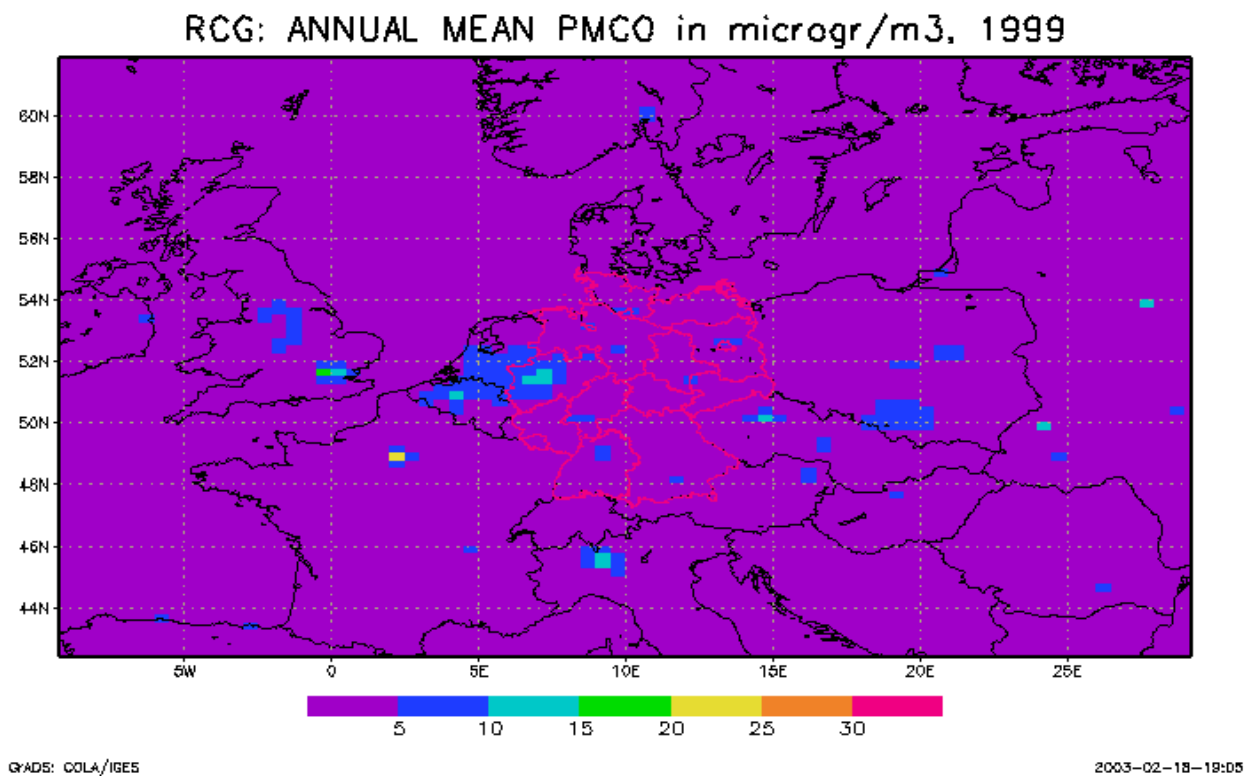 RCG: ANNUAL MEAN PMCO in microgr/m3, 1999
60N
58N
56N
54N
52N
50N
48N
46N
44N
5W 0 5E 10E 15E 20E 25E
5 10 15 20 25 30
GrADS: COLA/IGES 2003-02-18-19:05